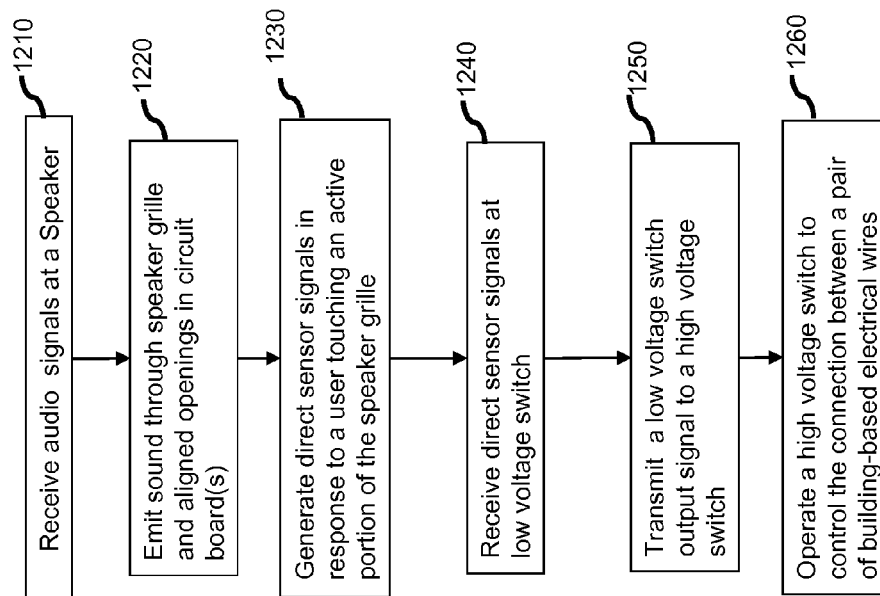 1210
Receive audio signals at a Speaker
1220
Emit sound through speaker grille
and aligned openings in circuit
board(s)
1230
Generate direct sensor signals in
response to a user touching an active
portion of the speaker grille
1240
Receive direct sensor signals at
low voltage switch
1250
Transmit a low voltage switch
output signal to a high voltage
switch
1260
Operate a high voltage switch to
control the connection between a pair
of building-based electrical wires